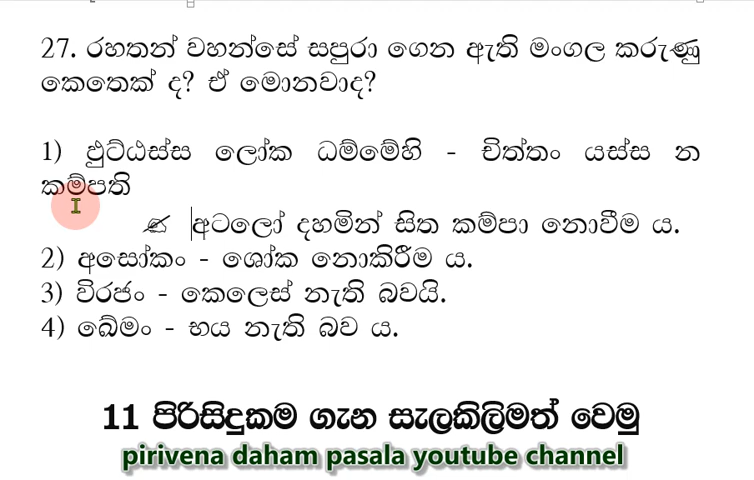 27. රහතන් වහන්සේ සපුරා ගෙන ඇති මංගල කරුණු
කෙතෙක් ද? ඒ මොනවාද?
1) ඵුට්ඨස්ස ලෝක ධම්මේහි - චිත්තං යස්ස න
කම්පති
අටලෝ දහමින් සිත කම්පා නොවීම ය.
2) අසෝකං - ශෝක නොකිරීම ය.
3) විරජං - කෙලෙස් නැති බවයි.
4) ඛේමං - භය නැති බව ය.
11 පිරිසිදුකම ගැන සැලකිලිමත් වෙමු
pirivena daham pasala youtube channel